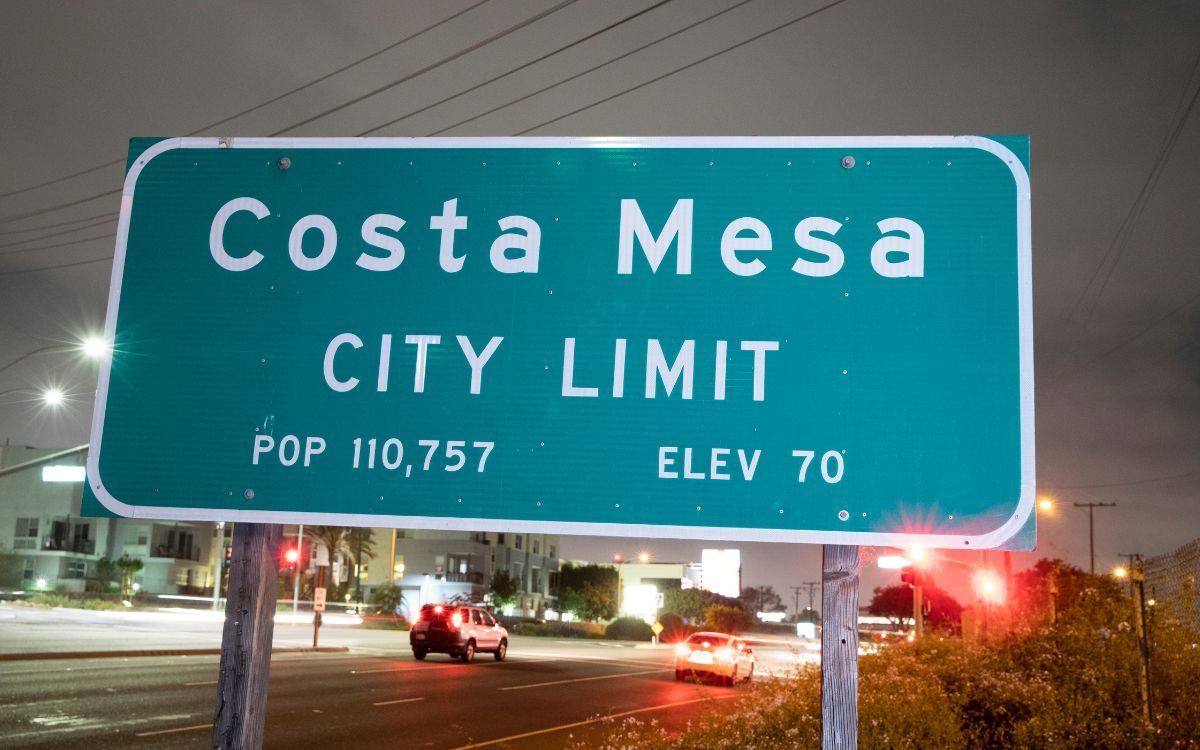 Costa Mesa
CITY LIMIT
POP 110,757 ELEV 70